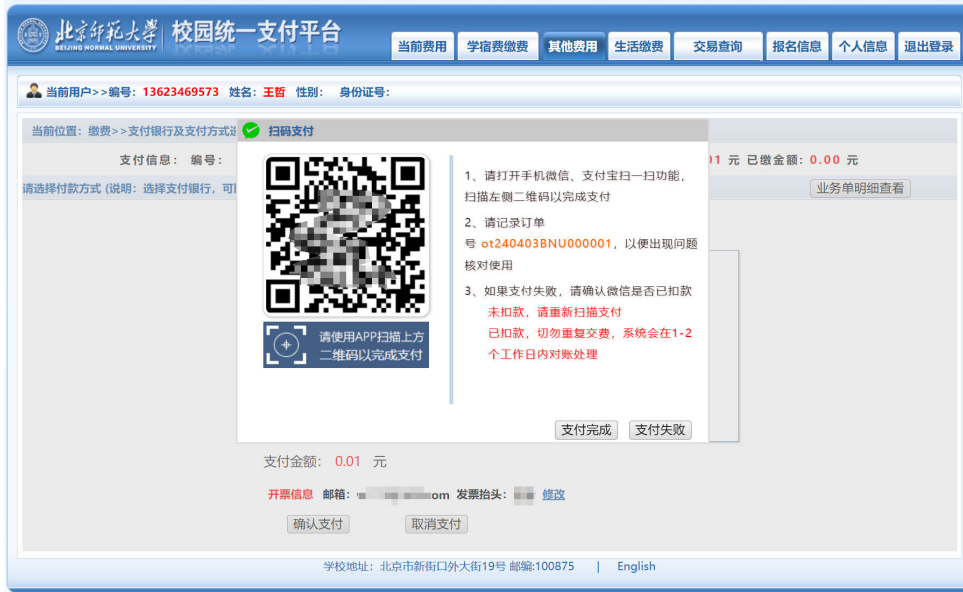 北京师范大学 校园统一支付平台
BEIJING NORMAL UNIVERSITY
当前费用 学宿费缴费 其他费用 生活缴费 交易查询 报名信息 个人信息 退出登录
当前用户>>编号：13623469573 姓名：王哲 性别： 身份证号：
当前位置：缴费>>支付银行及支付方式
支付信息： 编号：
01 元 已缴金额：0.00 元
请选择付款方式 (说明：选择支付银行，可
业务单明细查看
扫码支付
1、请打开手机微信、支付宝扫一扫功能，
扫描左侧二维码以完成支付
2、请记录订单
号 ot240403BNU000001，以便出现问题
核对使用
3、如果支付失败，请确认微信是否已扣款
未扣款，请重新扫描支付
已扣款，切勿重复交费，系统会在1-2
个工作日内对账处理
请使用APP扫描上方
二维码以完成支付
支付完成 支付失败
支付金额： 0.01 元
开票信息 邮箱： om 发票抬头： 修改
确认支付 取消支付
学校地址：北京市新街口外大街19号 邮编:100875 | English